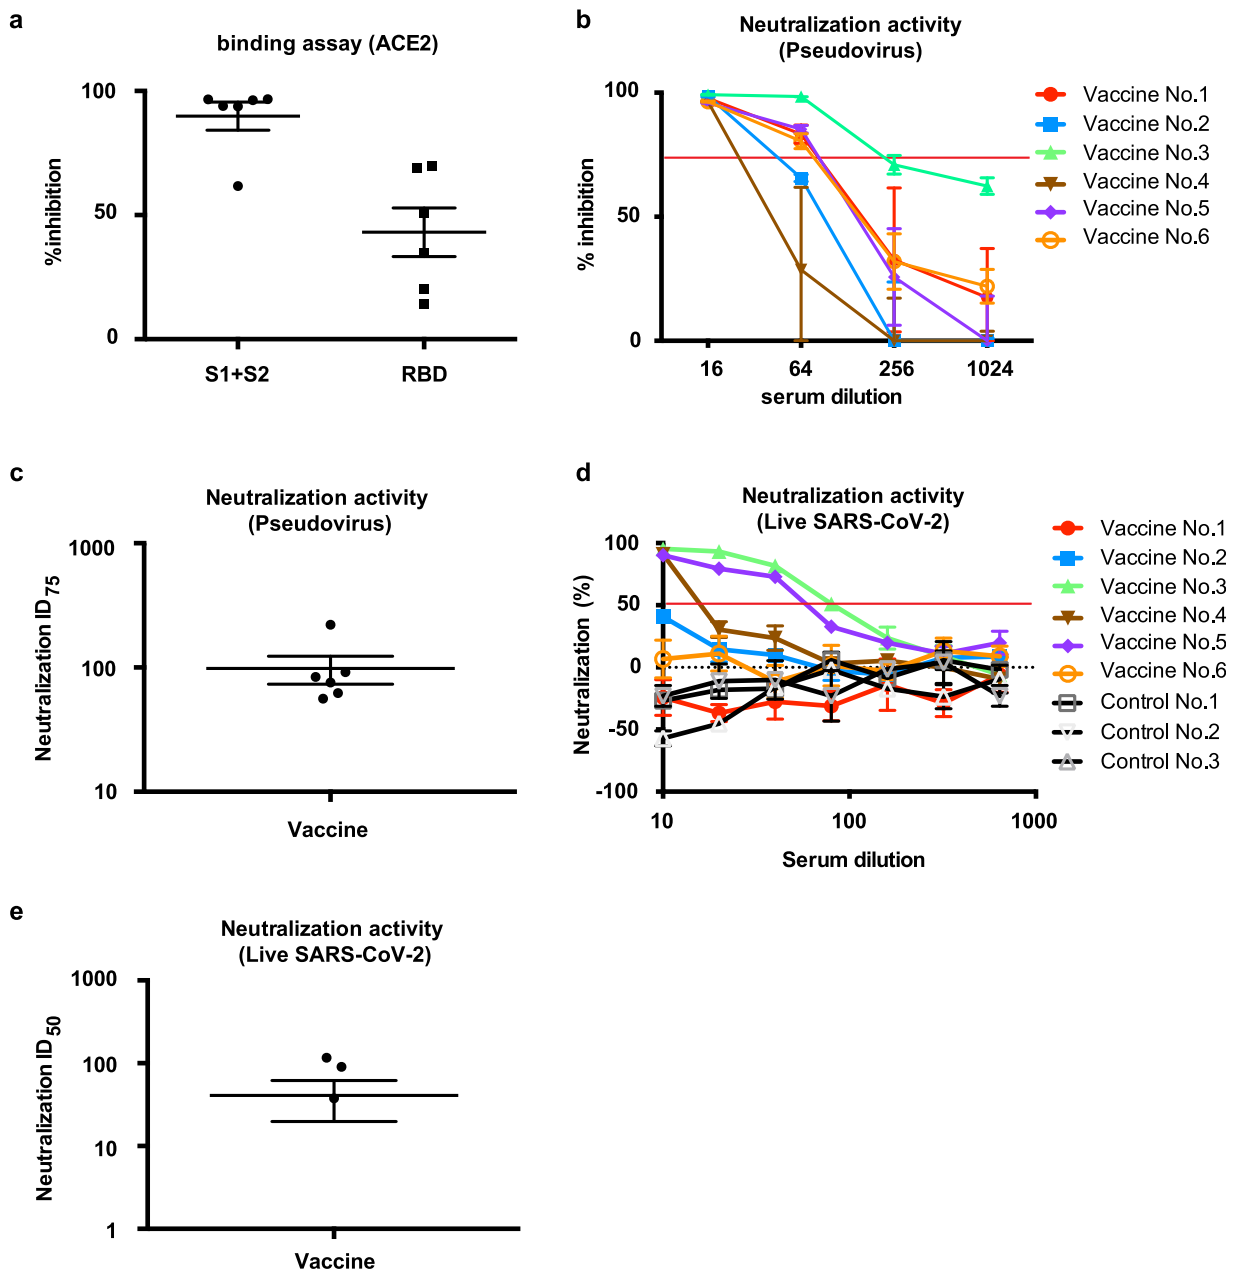 a
binding assay (ACE2)
100
50
0
%inhibition
S1+S2
RBD
b
Neutralization activity
(Pseudovirus)
100
50
0
% inhibition
16
64
256
1024
serum dilution
Vaccine No.1
Vaccine No.2
Vaccine No.3
Vaccine No.4
Vaccine No.5
Vaccine No.6
c
Neutralization activity
(Pseudovirus)
1000
100
10
Neutralization ID75
Vaccine
d
Neutralization activity
(Live SARS-CoV-2)
100
50
0
-50
-100
Neutralization (%)
10
100
1000
Serum dilution
Vaccine No.1
Vaccine No.2
Vaccine No.3
Vaccine No.4
Vaccine No.5
Vaccine No.6
Control No.1
Control No.2
Control No.3
e
Neutralization activity
(Live SARS-CoV-2)
1000
100
10
1
Neutralization ID50
Vaccine